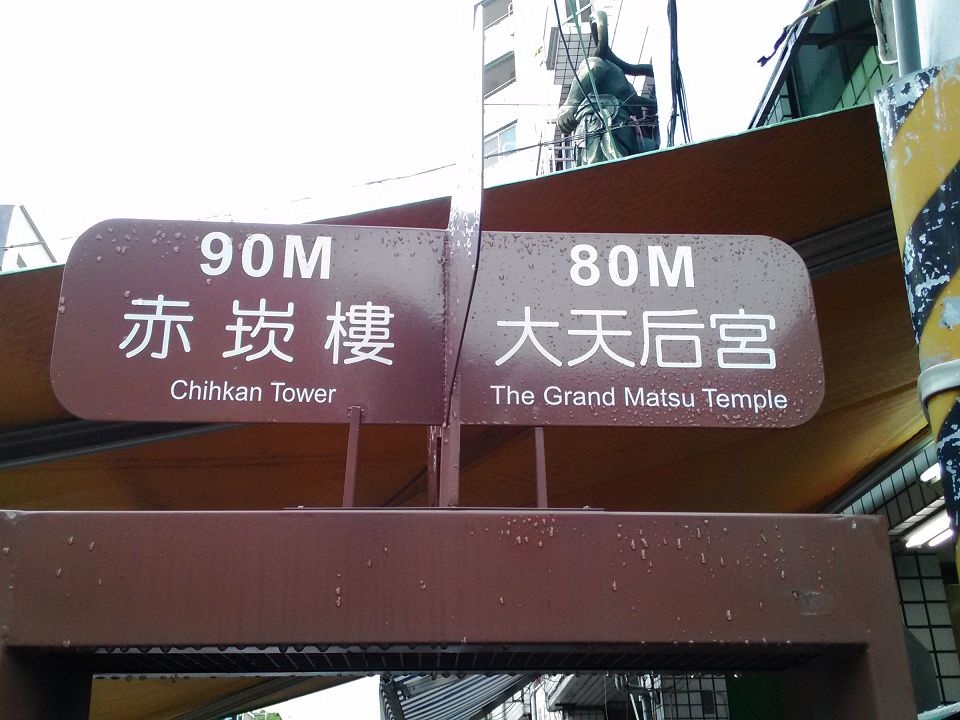 90M
赤崁樓
Chihkan Tower
80M
大天后宮
The Grand Matsu Temple